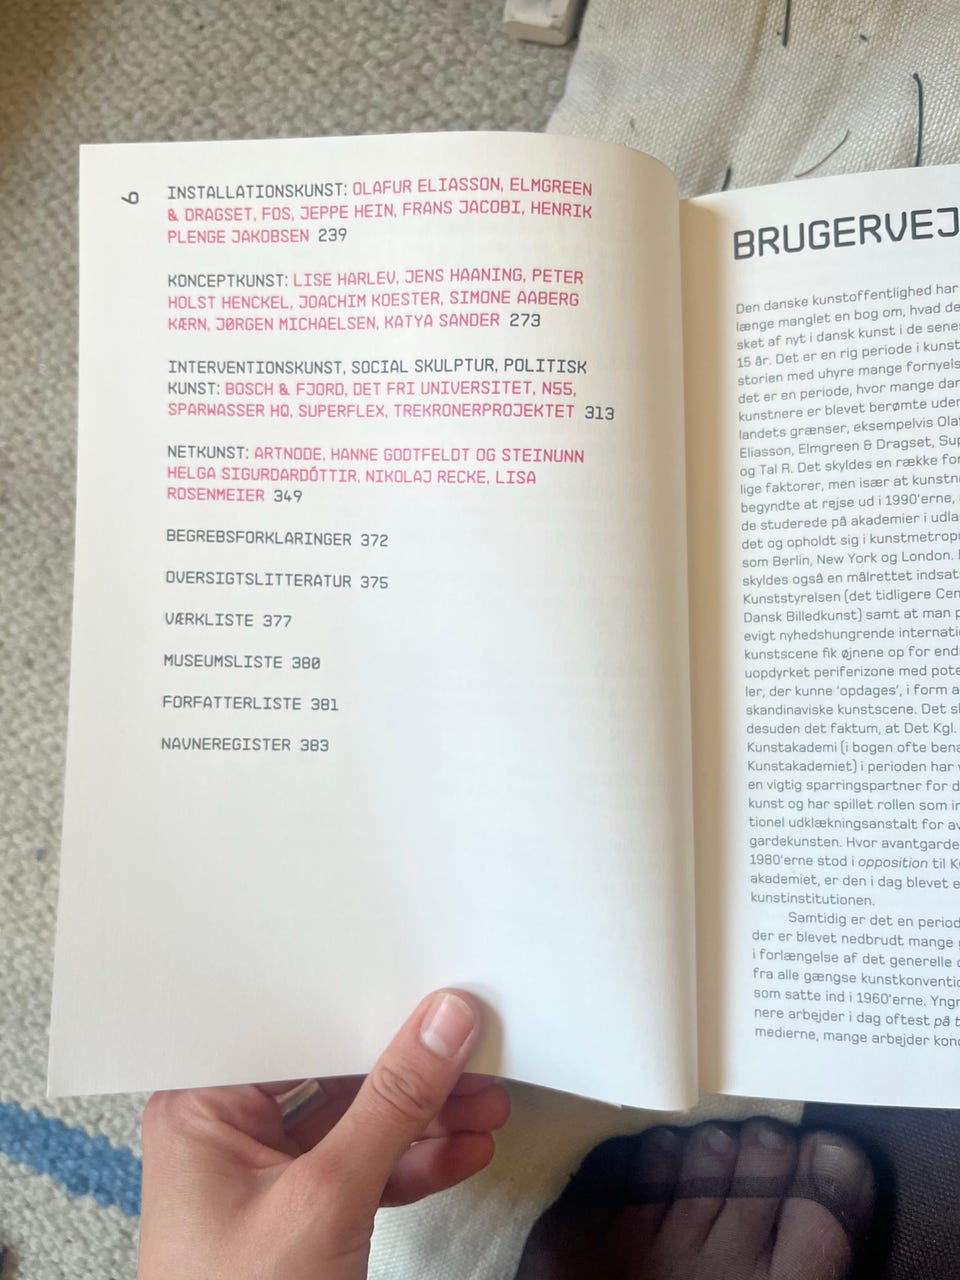 6
INSTALLATIONSKUNST: OLAFUR ELIASSON, ELMGREEN
& DRAGSET, FOS, JEPPE HEIN, FRANS JACOBI, HENRIK
PLENGE JAKOBSEN 239
KONCEPTKUNST: LISE HARLEV, JENS HAANING, PETER
HOLST HENCKEL, JOACHIM KOESTER, SIMONE AABERG
KÆRN, JØRGEN MICHAELSEN, KATYA SANDER 273
INTERVENTIONSKUNST, SOCIAL SKULPTUR, POLITISK
KUNST: BOSCH & FJORD, DET FRI UNIVERSITET, N55,
SPARWASSER HQ, SUPERFLEX, TREKRONERPROJEKTET 313
NETKUNST: ARTNODE, HANNE GODTFELDT OG STEINUNN
HELGA SIGURDARDÓTTIR, NIKOLAJ RECKE, LISA
ROSENMEIER 349
BEGREBSFORKLARINGER 372
OVERSIGTSLITTERATUR 375
VÆRKLISTE 377
MUSEUMSLISTE 380
FORFATTERLISTE 381
NAVNEREGISTER 383
BRUGERVEJ
Den danske kunstoffentlighed har
længe manglet en bog om, hvad de
sket af nyt i dansk kunst i de sene
15 år. Det er en rig periode i kunst
storien med uhyre mange fornyels
det er en periode, hvor mange dan
kunstnere er blevet berømte uden
landets grænser, eksempelvis Olaf
Eliasson, Elmgreen & Dragset, Sup
og Tal R. Det skyldes en række for
lige faktorer, men især at kunstne
begyndte at rejse ud i 1990'erne,
de studerede på akademier i udla
det og opholdt sig i kunstmetropo
som Berlin, New York og London.
skyldes også en målrettet indsat
Kunststyrelsen (det tidligere Cen
Dansk Billedkunst) samt at man p
evigt nyhedshungrende internati
kunstscene fik øjnene op for end
uopdyrket periferizone med pote
ler, der kunne 'opdages', i form a
skandinaviske kunstscene. Det s
desuden det faktum, at Det Kgl.
Kunstakademi (i bogen ofte bena
Kunstakademiet) i perioden har
en vigtig sparringspartner for d
kunst og har spillet rollen som in
tionel udklækningsanstalt for av
gardekunsten. Hvor avantgarde
1980'erne stod i opposition til K
akademiet, er den i dag blevet e
kunstinstitutionen.
Samtidig er det en period
der er blevet nedbrudt mange
i forlængelse af det generelle
fra alle gængse kunstkonventio
som satte ind i 1960'erne. Yngr
nere arbejder i dag oftest på t
medierne, mange arbejder kon